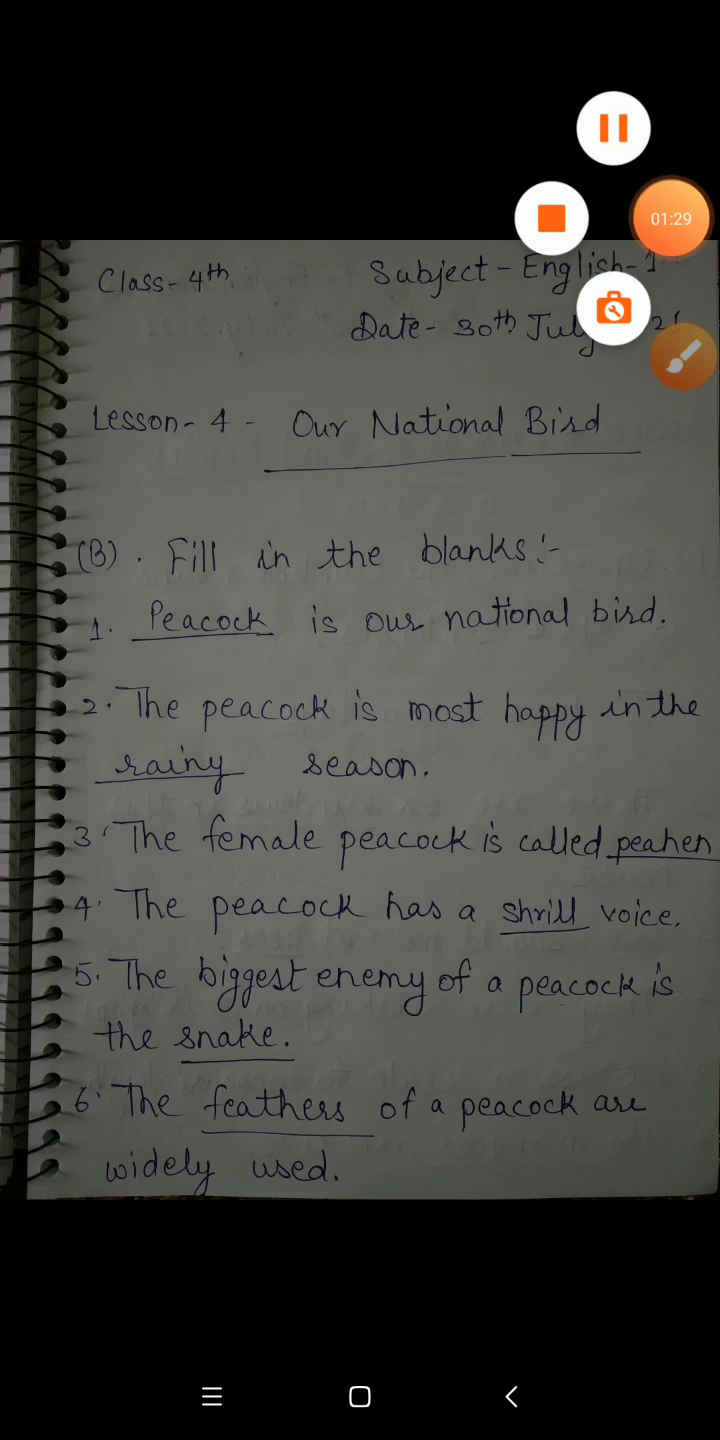 01:29
Class- 4th
Subject - English-1
Date- 30th July
Lesson- 4 - Our National Bird
(B). Fill in the blanks:-
1. Peacock is our national bird.
2. The peacock is most happy in the
rainy season.
3. The female peacock is called peahen
4. The peacock has a shrill voice.
5. The biggest enemy of a peacock is
the snake.
6. The feathers of a peacock are
widely used.